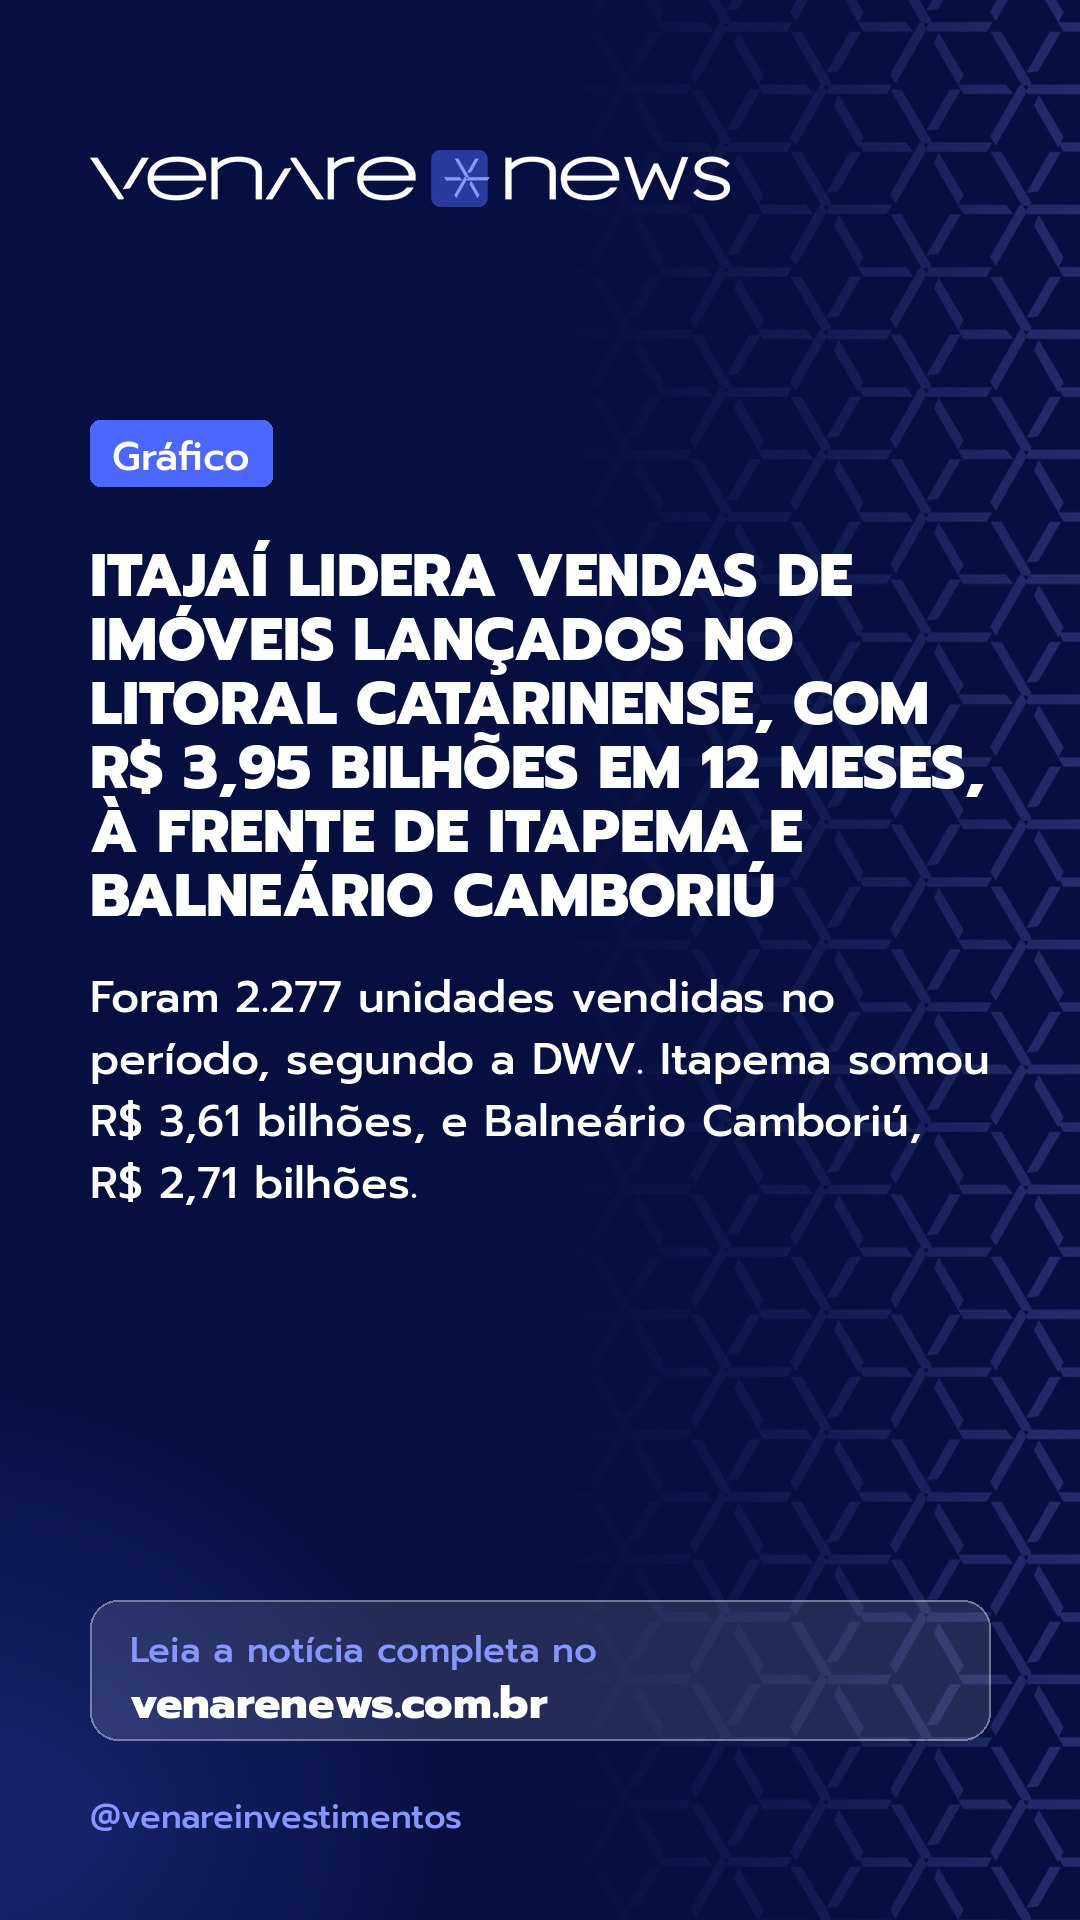 venare news
Gráfico
ITAJAÍ LIDERA VENDAS DE
IMÓVEIS LANÇADOS NO
LITORAL CATARINENSE, COM
R$ 3,95 BILHÕES EM 12 MESES,
À FRENTE DE ITAPEMA E
BALNEÁRIO CAMBORIÚ
Foram 2.277 unidades vendidas no
período, segundo a DWV. Itapema somou
R$ 3,61 bilhões, e Balneário Camboriú,
R$ 2,71 bilhões.
Leia a notícia completa no
venarenews.com.br
@venareinvestimentos